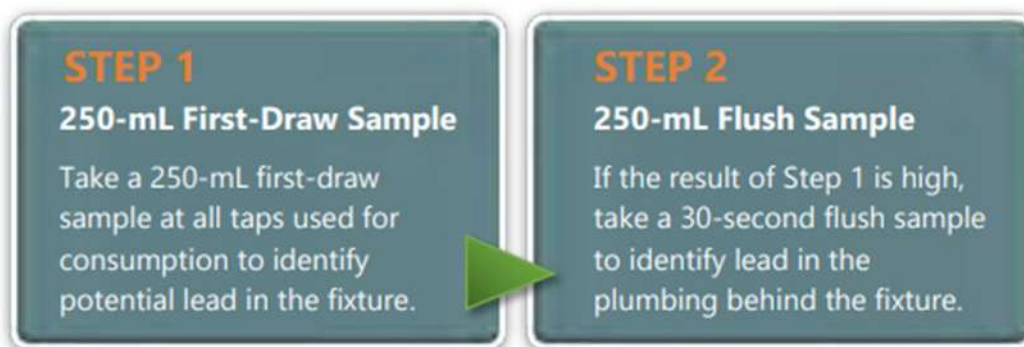 STEP 1
250-mL First-Draw Sample
Take a 250-mL first-draw
sample at all taps used for
consumption to identify
potential lead in the fixture.
STEP 2
250-mL Flush Sample
If the result of Step 1 is high,
take a 30-second flush sample
to identify lead in the
plumbing behind the fixture.